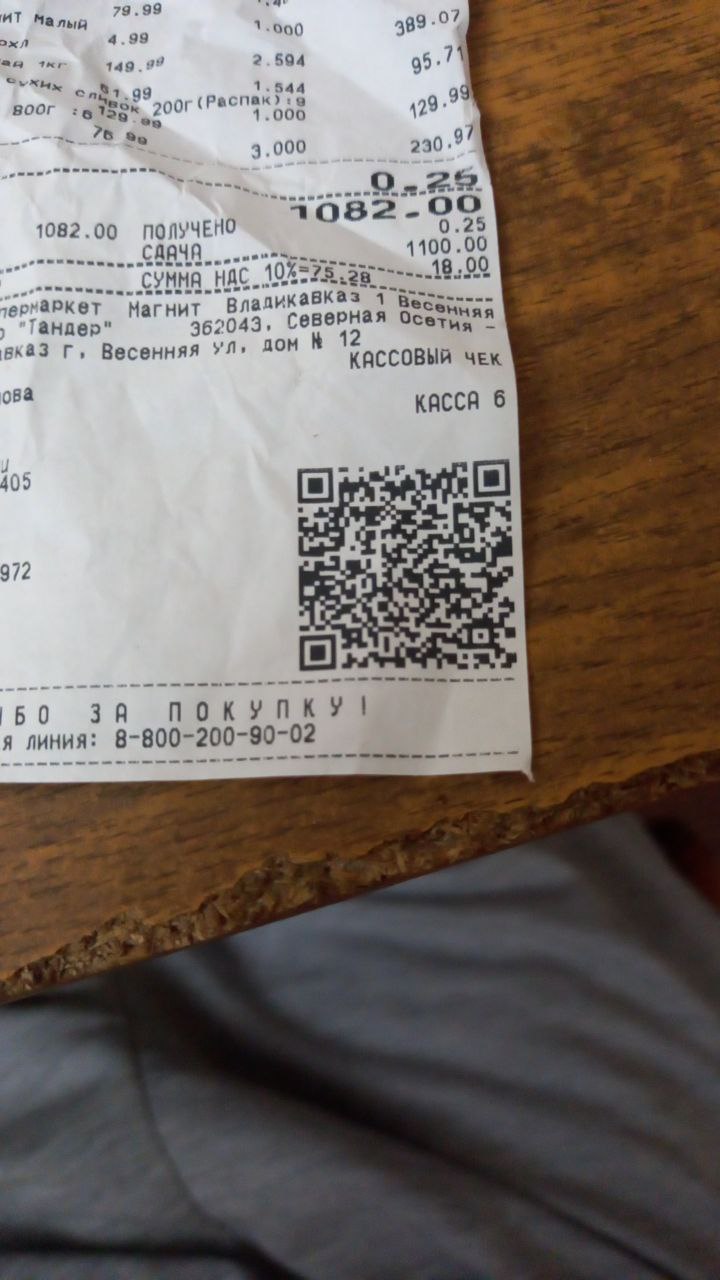 79.99
ит малый 1.000 389.07
4.99
1кг 149.99 2.594 95.71
сухих сливок 200г(Распак):9
61.99 1.544
800г :6 129.99 1.000 129.99
76.99 3.000 230.97
0.25
1082.00
0.25
1082.00 ПОЛУЧЕНО 1100.00
СДАЧА 18.00
СУММА НДС 10%=75.28
пермаркет Магнит Владикавказ 1 Весенняя
о "Тандер" 362043, Северная Осетия -
авказ г, Весенняя ул, дом № 12
КАССОВЫЙ ЧЕК
ова
КАССА 6
и
405
972
ИБО ЗА ПОКУПКУ!
я линия: 8-800-200-90-02